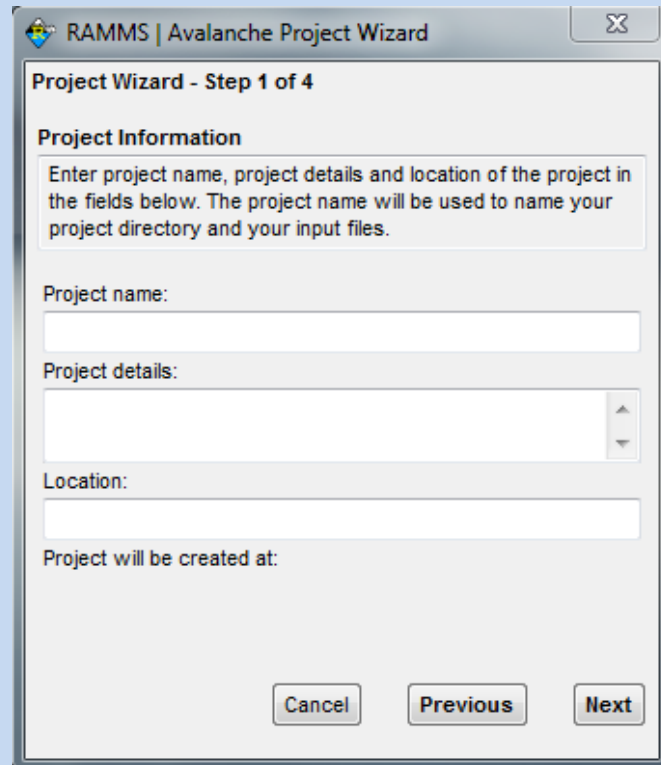 RAMMS | Avalanche Project Wizard
Project Wizard - Step 1 of 4
Project Information
Enter project name, project details and location of the project in
the fields below. The project name will be used to name your
project directory and your input files.
Project name:
Project details:
Location:
Project will be created at:
Cancel Previous Next